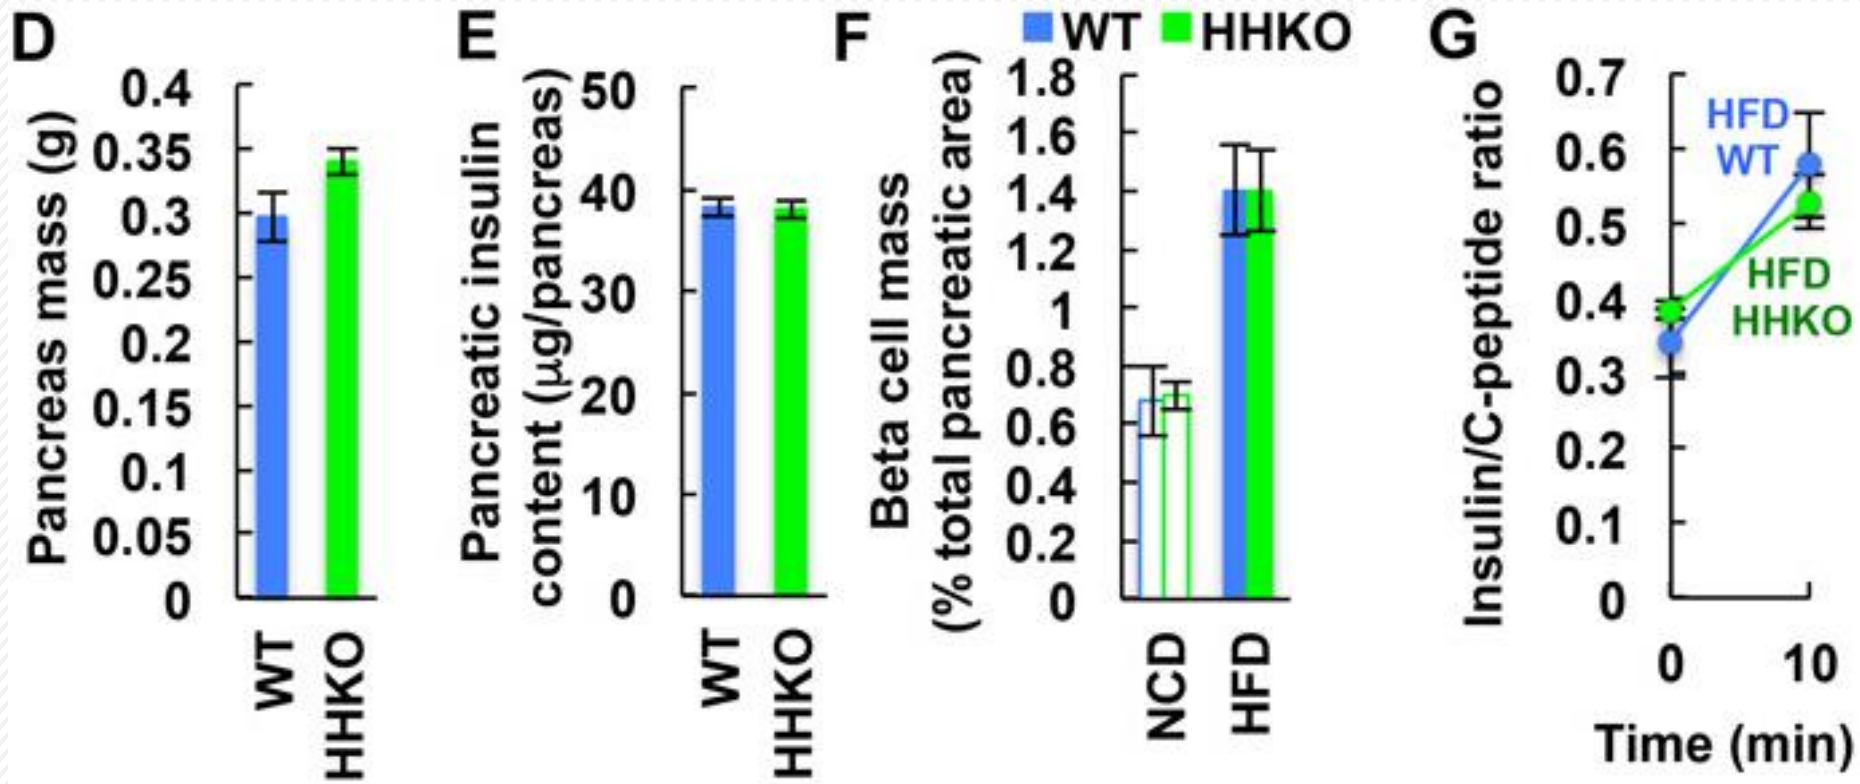 D
Pancreas mass (g)
0.4
0.35
0.3
0.25
0.2
0.15
0.1
0.05
0
WT
HHKO
E
Pancreatic insulin
content (µg/pancreas)
50
40
30
20
10
0
WT
HHKO
F
WT HHKO
Beta cell mass
(% total pancreatic area)
1.8
1.6
1.4
1.2
1
0.8
0.6
0.4
0.2
0
NCD
HFD
G
Insulin/C-peptide ratio
0.7
0.6
0.5
0.4
0.3
0.2
0.1
0
HFD
WT
HFD
HHKO
0 10
Time (min)